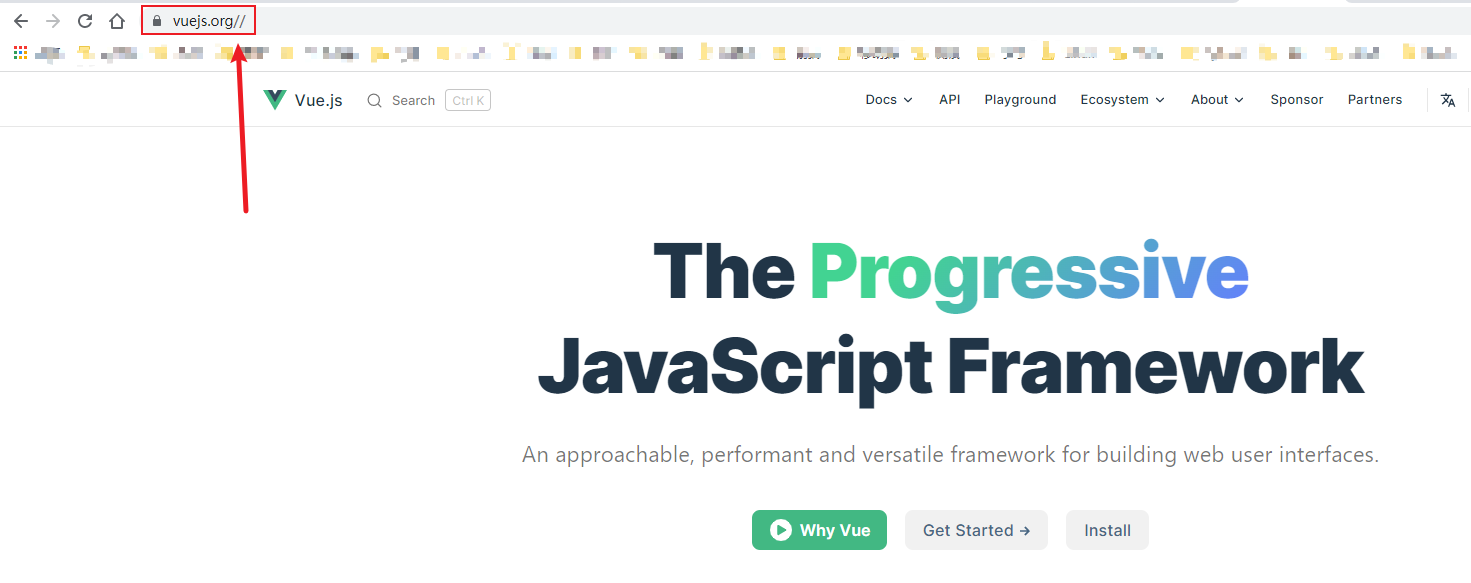 vuejs.org//
Vue.js Search Ctrl K Docs API Playground Ecosystem About Sponsor Partners
The Progressive
JavaScript Framework
An approachable, performant and versatile framework for building web user interfaces.
Why Vue Get Started → Install